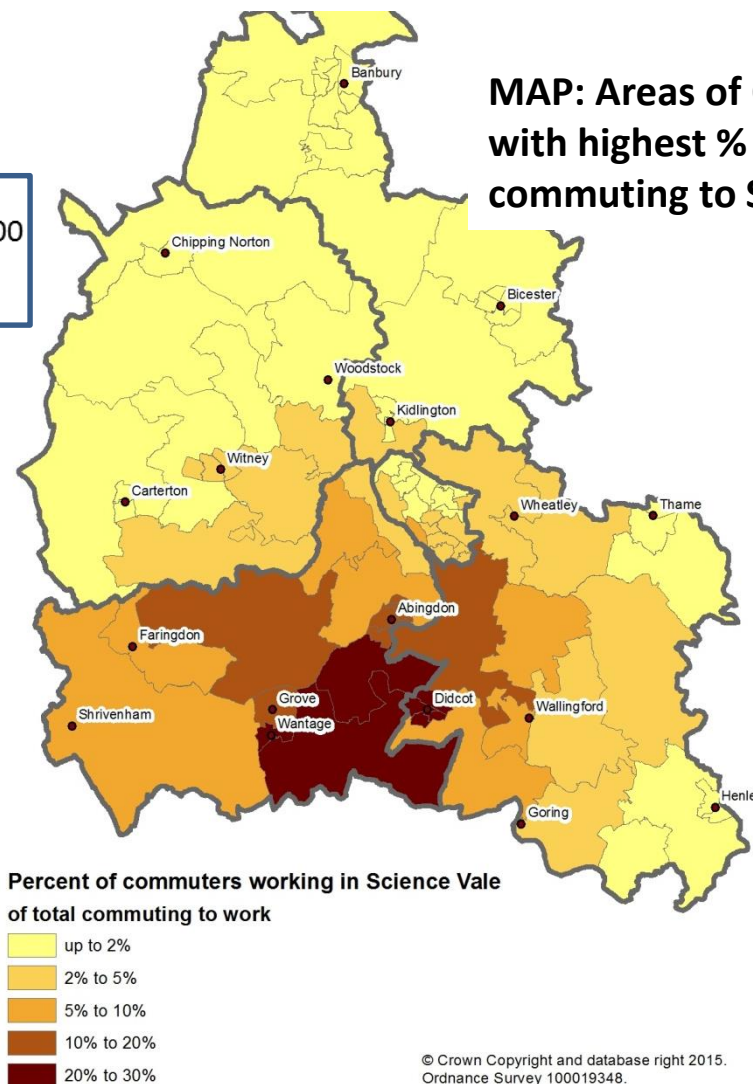 Banbury
MAP: Areas of
with highest %
commuting to
00
Chipping Norton
Bicester
Woodstock
Kidlington
Witney
Carterton
Wheatley
Thame
Abingdon
Faringdon
Grove
Didcot
Wallingford
Shrivenham
Wantage
Henle
Goring
Percent of commuters working in Science Vale
of total commuting to work
up to 2%
2% to 5%
5% to 10%
10% to 20%
20% to 30%
© Crown Copyright and database right 2015.
Ordnance Survey 100019348.